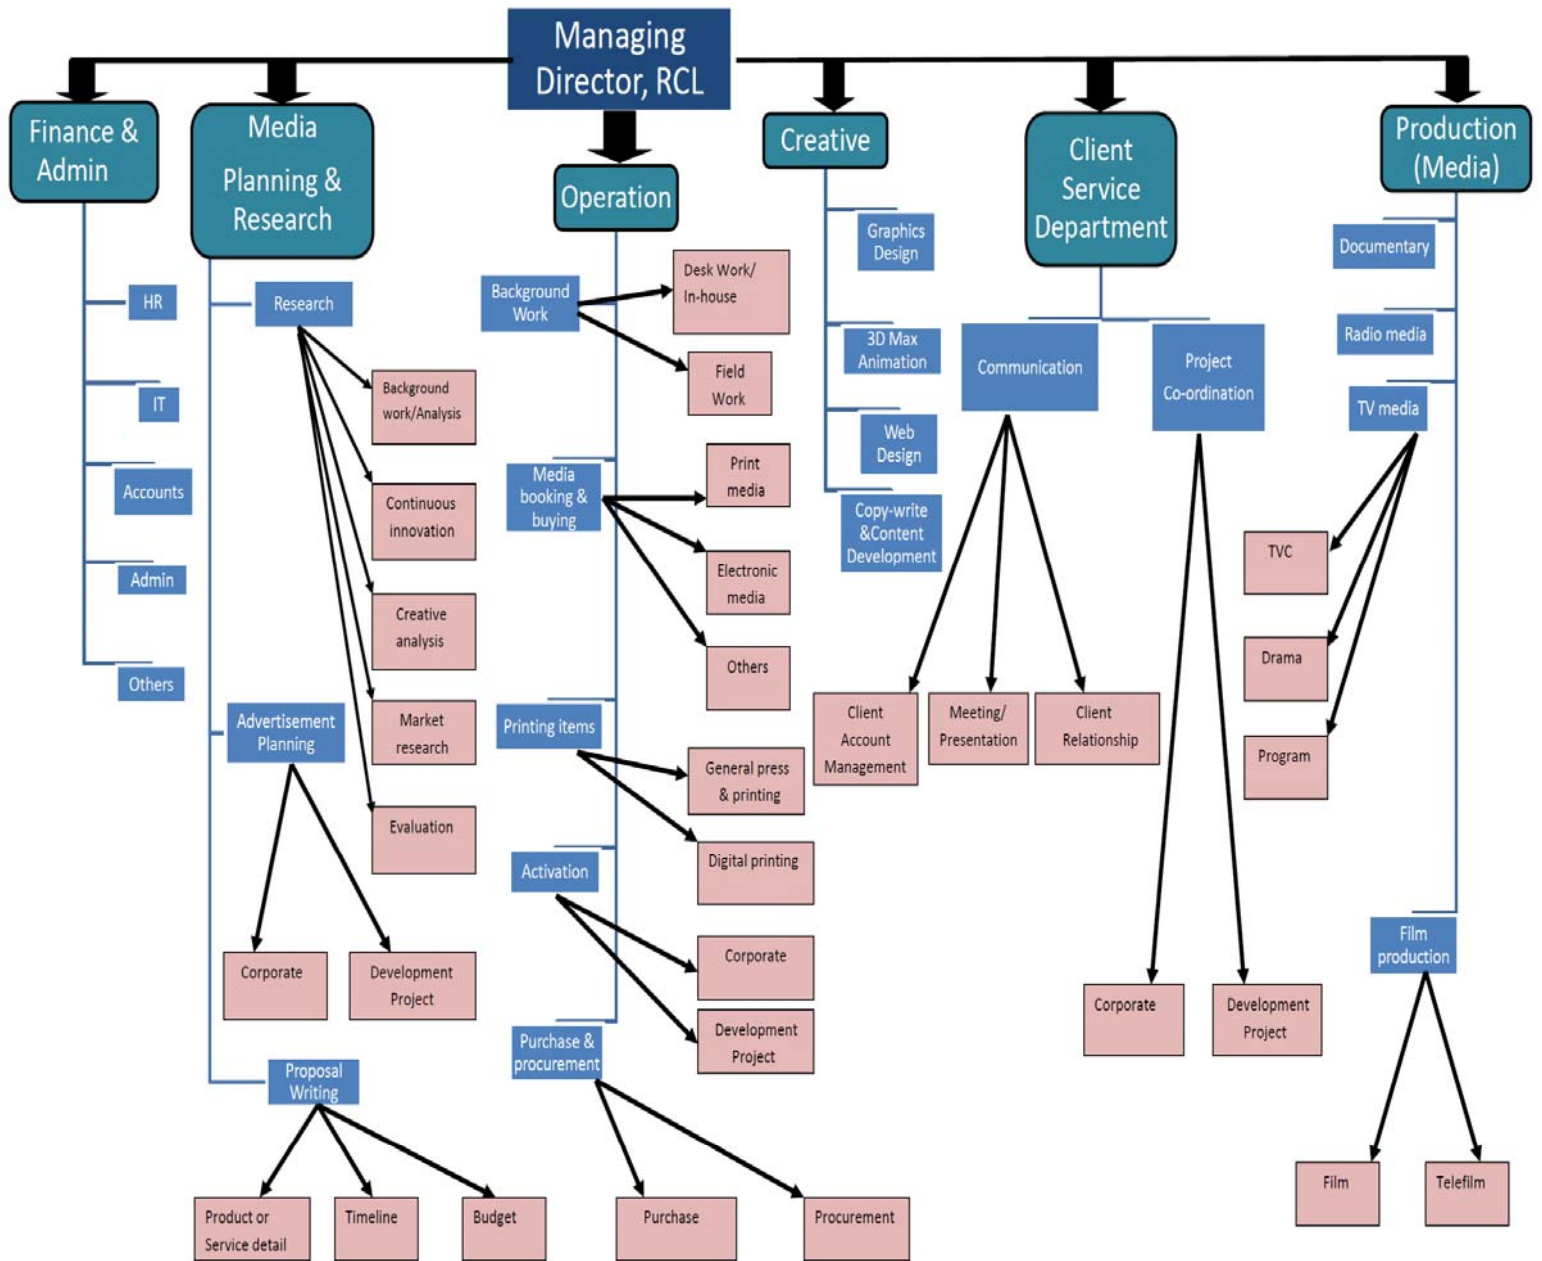 Managing
Director, RCL
Finance &
Admin
HR
IT
Accounts
Admin
Others
Media
Planning &
Research
Research
Background
work/Analysis
Continuous
innovation
Creative
analysis
Market
research
Evaluation
Advertisement
Planning
Corporate
Development
Project
Proposal
Writing
Product or
Service detail
Timeline
Budget
Operation
Background
Work
Desk Work/
In-house
Field
Work
Media
booking &
buying
Print
media
Electronic
media
Others
Printing items
General press
& printing
Digital printing
Activation
Corporate
Development
Project
Purchase &
procurement
Purchase
Procurement
Creative
Graphics
Design
3D Max
Animation
Web
Design
Copy-write
&Content
Development
Client
Service
Department
Communication
Client
Account
Management
Meeting/
Presentation
Client
Relationship
Project
Co-ordination
Corporate
Development
Project
Production
(Media)
Documentary
Radio media
TV media
TVC
Drama
Program
Film
production
Film
Telefilm